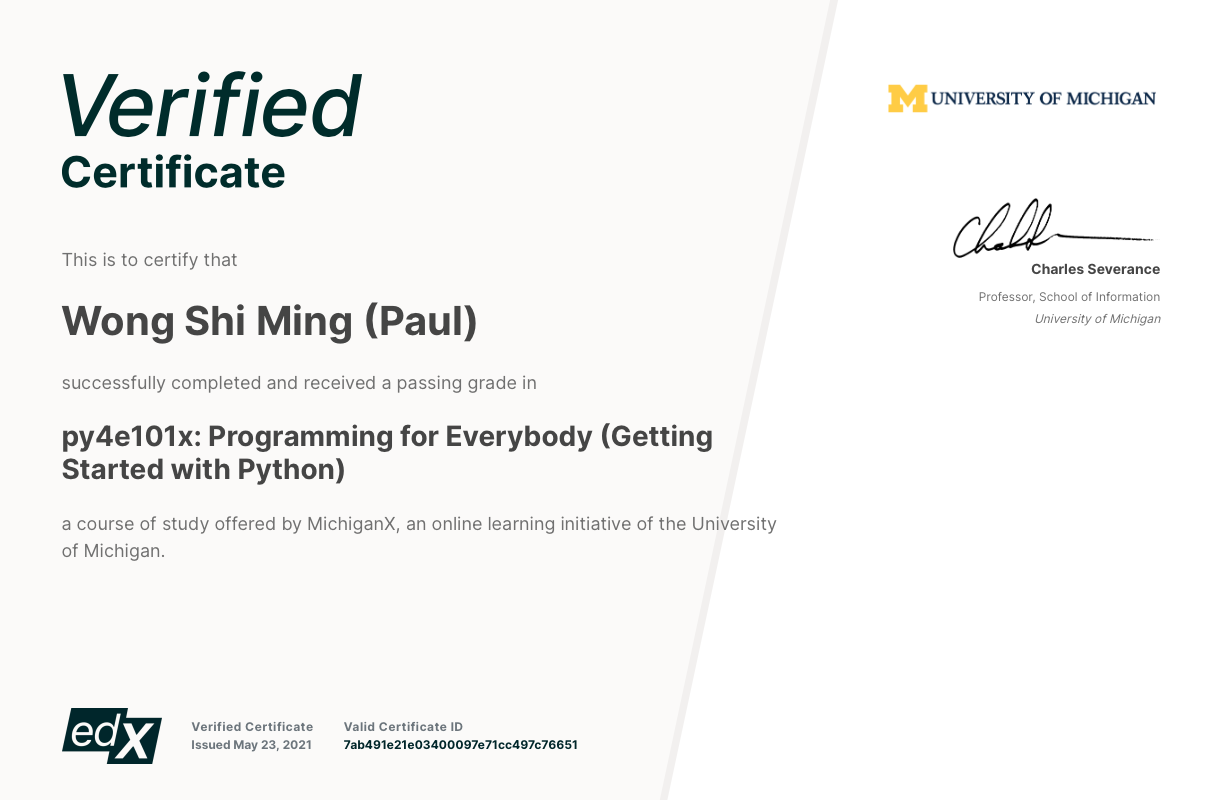 Verified
Certificate
This is to certify that
Wong Shi Ming (Paul)
successfully completed and received a passing grade in
py4e101x: Programming for Everybody (Getting
Started with Python)
a course of study offered by MichiganX, an online learning initiative of the University
of Michigan.
M UNIVERSITY OF MICHIGAN
Charles Severance
Professor, School of Information
University of Michigan
edX
Verified Certificate
Issued May 23, 2021
Valid Certificate ID
7ab491e21e03400097e71cc497c76651